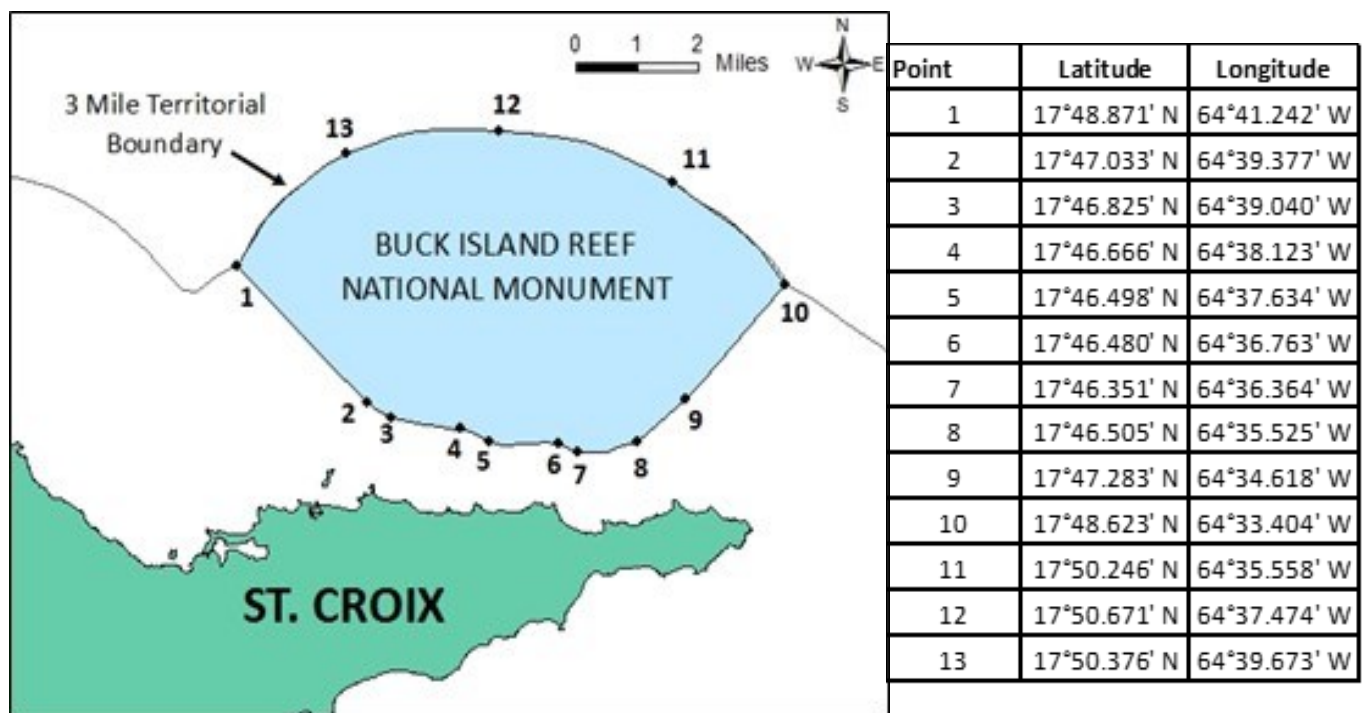 0 1 2
Miles
N
W E
S
3 Mile Territorial
Boundary
13
12
11
BUCK ISLAND REEF
NATIONAL MONUMENT
1
10
2
3
4
5
6
7
8
9
ST. CROIX
Point Latitude Longitude
1 17°48.871' N 64°41.242' W
2 17°47.033' N 64°39.377' W
3 17°46.825' N 64°39.040' W
4 17°46.666' N 64°38.123' W
5 17°46.498' N 64°37.634' W
6 17°46.480' N 64°36.763' W
7 17°46.351' N 64°36.364' W
8 17°46.505' N 64°35.525' W
9 17°47.283' N 64°34.618' W
10 17°48.623' N 64°33.404' W
11 17°50.246' N 64°35.558' W
12 17°50.671' N 64°37.474' W
13 17°50.376' N 64°39.673' W